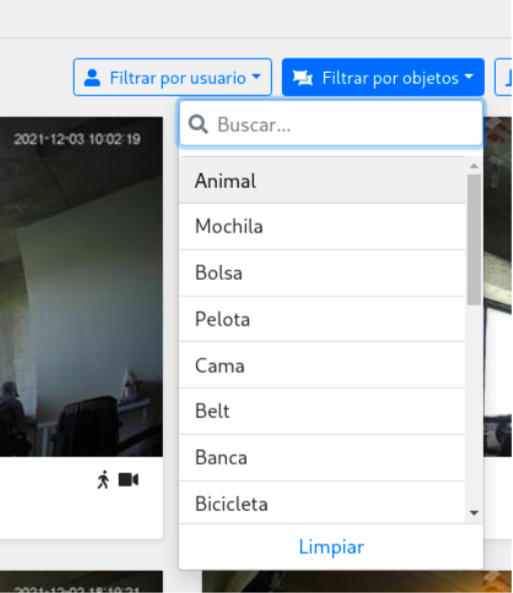 Filtrar por usuario
Filtrar por objetos
Buscar...
2021-12-03 10:02:19
Animal
Mochila
Bolsa
Pelota
Cama
Belt
Banca
Bicicleta
Limpiar